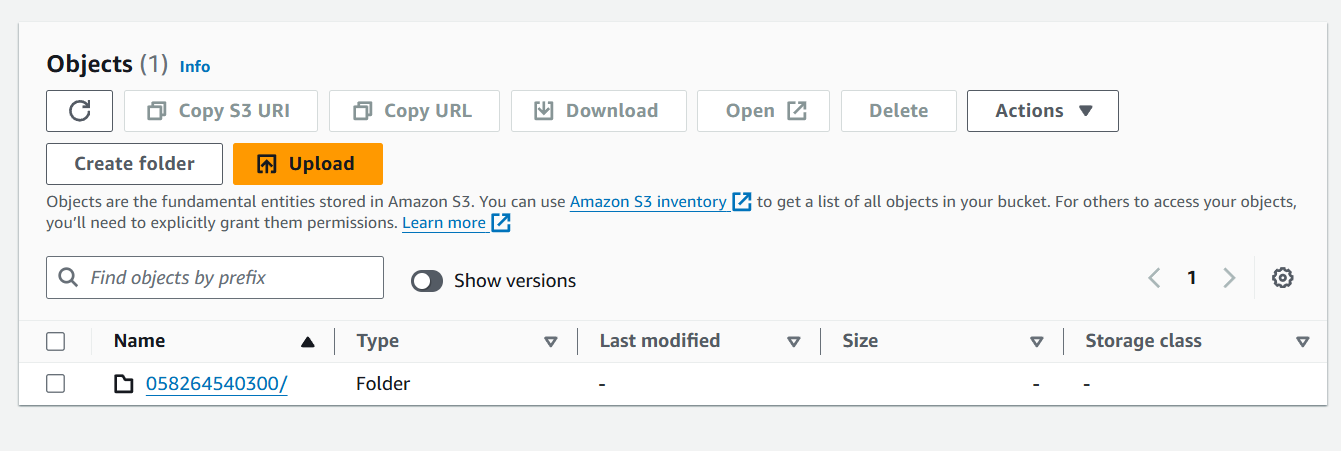 Objects (1) Info
Copy S3 URI Copy URL Download Open Delete Actions
Create folder Upload
Objects are the fundamental entities stored in Amazon S3. You can use Amazon S3 inventory to get a list of all objects in your bucket. For others to access your objects,
you’ll need to explicitly grant them permissions. Learn more
Find objects by prefix Show versions 1
Name Type Last modified Size Storage class
058264540300/ Folder - - -